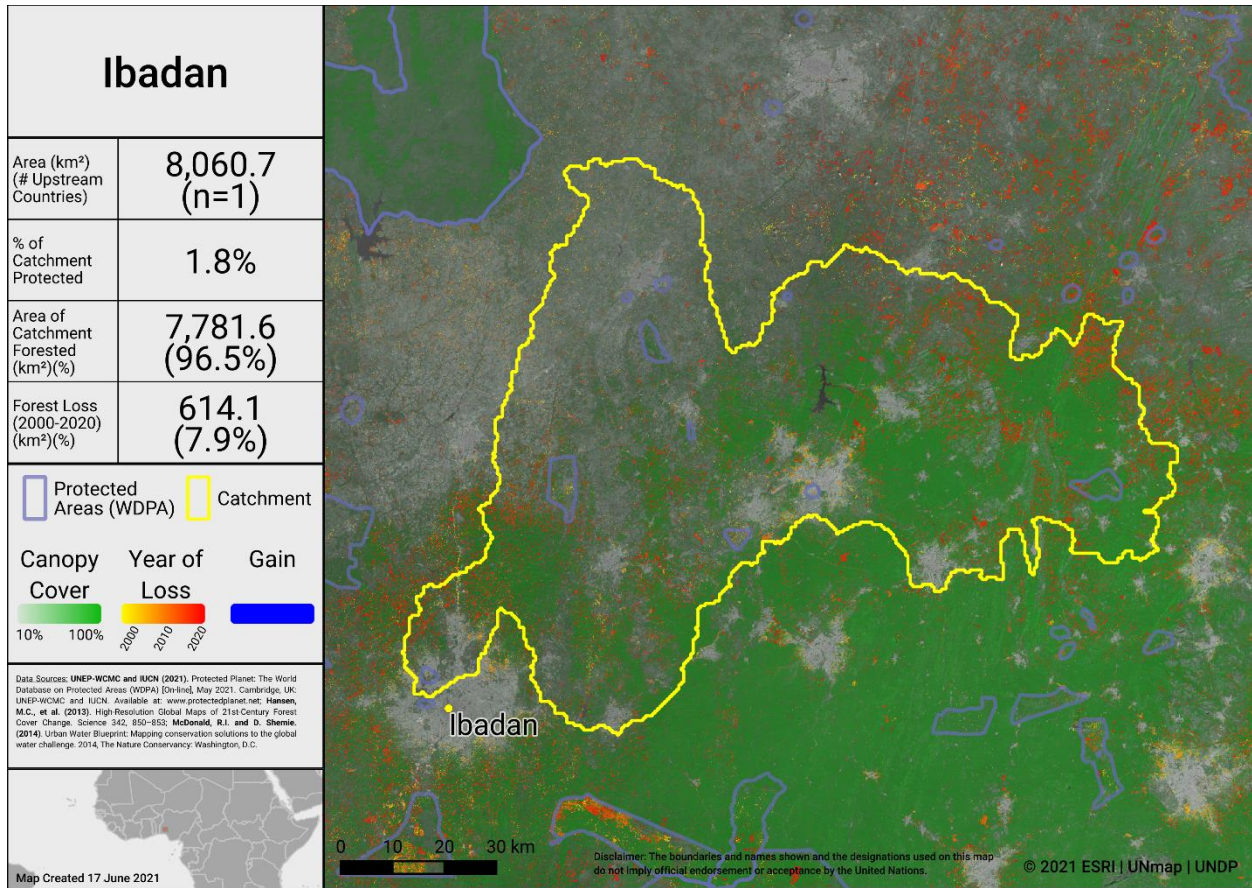 Ibadan
Area (km²)
(# Upstream
Countries)
8,060.7
(n=1)
% of
Catchment
Protected
1.8%
Area of
Catchment
Forested
(km²)(%)
7,781.6
(96.5%)
Forest Loss
(2000-2020)
(km²)(%)
614.1
(7.9%)
Protected
Areas (WDPA)
Catchment
Canopy
Cover
10%
100%
Year of
Loss
2000
2010
2020
Gain
Data Sources: UNEP-WCMC and IUCN (2021). Protected Planet: The World
Database on Protected Areas (WDPA) [On-line], May 2021. Cambridge, UK:
UNEP-WCMC and IUCN. Available at: www.protectedplanet.net; Hansen,
M.C., et al. (2013). High-Resolution Global Maps of 21st-Century Forest
Cover Change. Science 342, 850–853; McDonald, R.I. and D. Shemie.
(2014). Urban Water Blueprint: Mapping conservation solutions to the global
water challenge. 2014, The Nature Conservancy: Washington, D.C.
Map Created 17 June 2021
Ibadan
0 10 20 30 km
Disclaimer: The boundaries and names shown and the designations used on this map
do not imply official endorsement or acceptance by the United Nations.
© 2021 ESRI | UNmap | UNDP